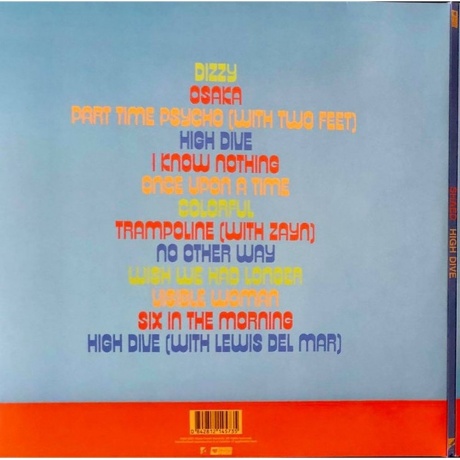 DIZZY
OSAKA
PART TIME PSYCHO (WITH TWO FEET)
HIGH DIVE
I KNOW NOTHING
ONCE UPON A TIME
COLORFUL
TRAMPOLINE (WITH ZAYN)
NO OTHER WAY
WISH WE HAD LONGER
VISIBLE WOMAN
SIX IN THE MORNING
HIGH DIVE (WITH LEWIS DEL MAR)
SHAED HIGH DIVE